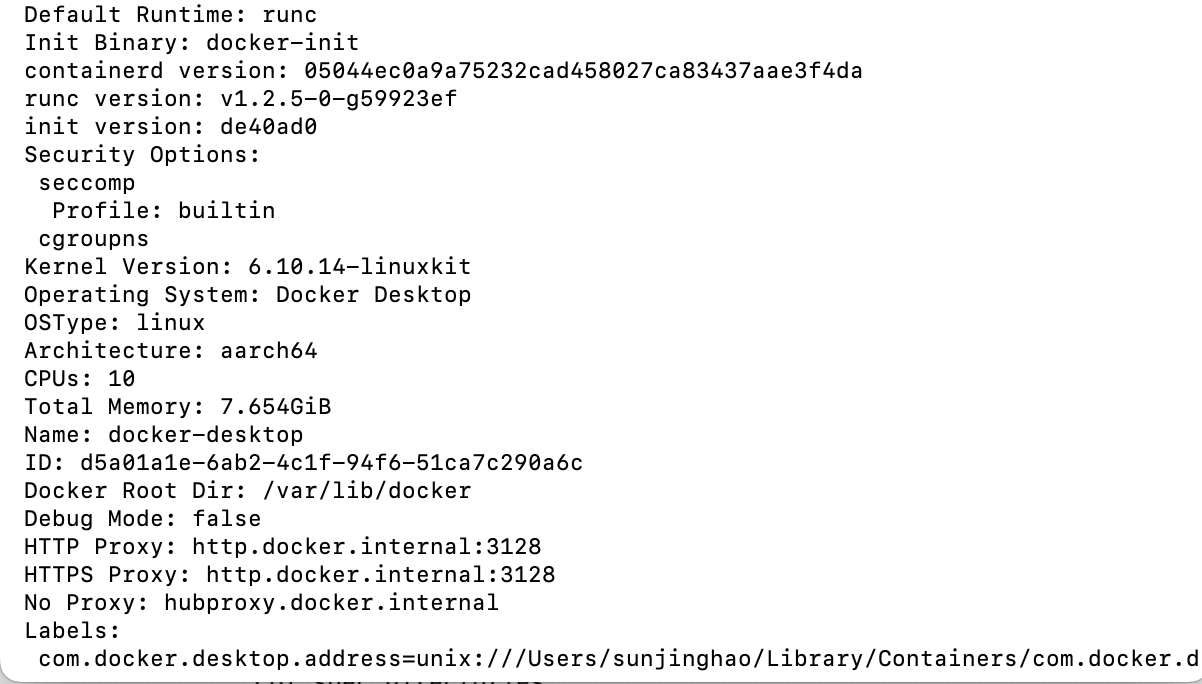 Default Runtime: runc
Init Binary: docker-init
containerd version: 05044ec0a9a75232cad458027ca83437aae3f4da
runc version: v1.2.5-0-g59923ef
init version: de40ad0
Security Options:
 seccomp
  Profile: builtin
 cgroupns
Kernel Version: 6.10.14-linuxkit
Operating System: Docker Desktop
OSType: linux
Architecture: aarch64
CPUs: 10
Total Memory: 7.654GiB
Name: docker-desktop
ID: d5a01a1e-6ab2-4c1f-94f6-51ca7c290a6c
Docker Root Dir: /var/lib/docker
Debug Mode: false
HTTP Proxy: http.docker.internal:3128
HTTPS Proxy: http.docker.internal:3128
No Proxy: hubproxy.docker.internal
Labels:
 com.docker.desktop.address=unix:///Users/sunjinghao/Library/Containers/com.docker.d